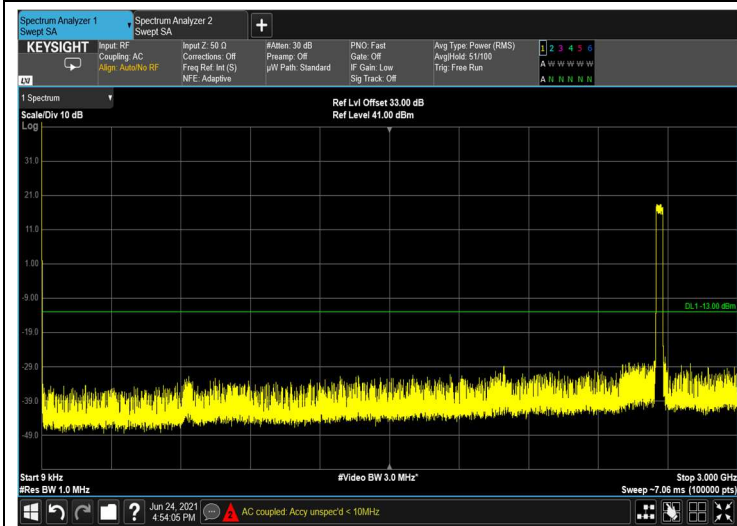 Spectrum Analyzer 1
Swept SA
Spectrum Analyzer 2
Swept SA
+
KEYSIGHT
LXI
Input: RF
Coupling: AC
Align: Auto/No RF
Input Z: 50 Ω
Corrections: Off
Freq Ref: Int (S)
NFE: Adaptive
#Atten: 30 dB
Preamp: Off
µW Path: Standard
PNO: Fast
Gate: Off
IF Gain: Low
Sig Track: Off
Avg Type: Power (RMS)
Avg|Hold: 51/100
Trig: Free Run
1 2 3 4 5 6
A W W W W W
A N N N N N
1 Spectrum
Scale/Div 10 dB
Ref Lvl Offset 33.00 dB
Ref Level 41.00 dBm
Log
31.0
21.0
11.0
1.00
-9.00
DL1 -13.00 dBm
-19.0
-29.0
-39.0
-49.0
Start 9 kHz
#Res BW 1.0 MHz
#Video BW 3.0 MHz*
Stop 3.000 GHz
Sweep ~7.06 ms (100000 pts)
?
Jun 24, 2021
4:54:05 PM
2
AC coupled: Accy unspec'd < 10MHz